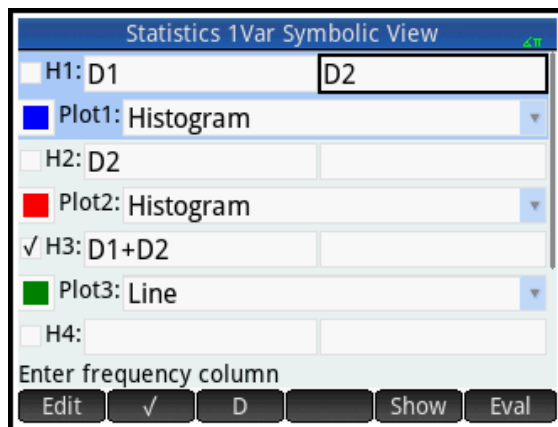 Statistics 1Var Symbolic View ∡π
H1: D1 D2
Plot1: Histogram
H2: D2
Plot2: Histogram
√ H3: D1+D2
Plot3: Line
H4:
Enter frequency column
Edit √ D Show Eval